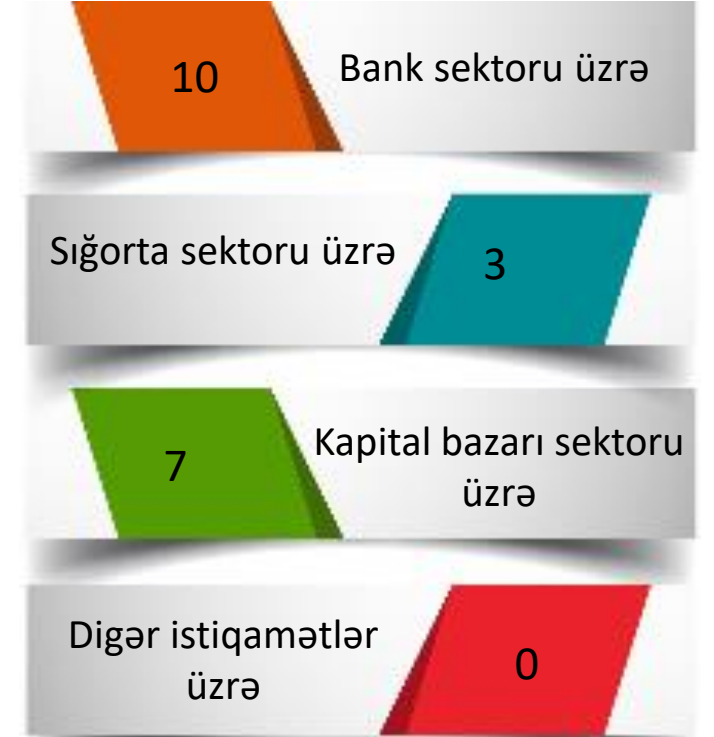 10
Bank sektoru üzrə
Sığorta sektoru üzrə
3
7
Kapital bazarı sektoru
üzrə
Digər istiqamətlər
üzrə
0